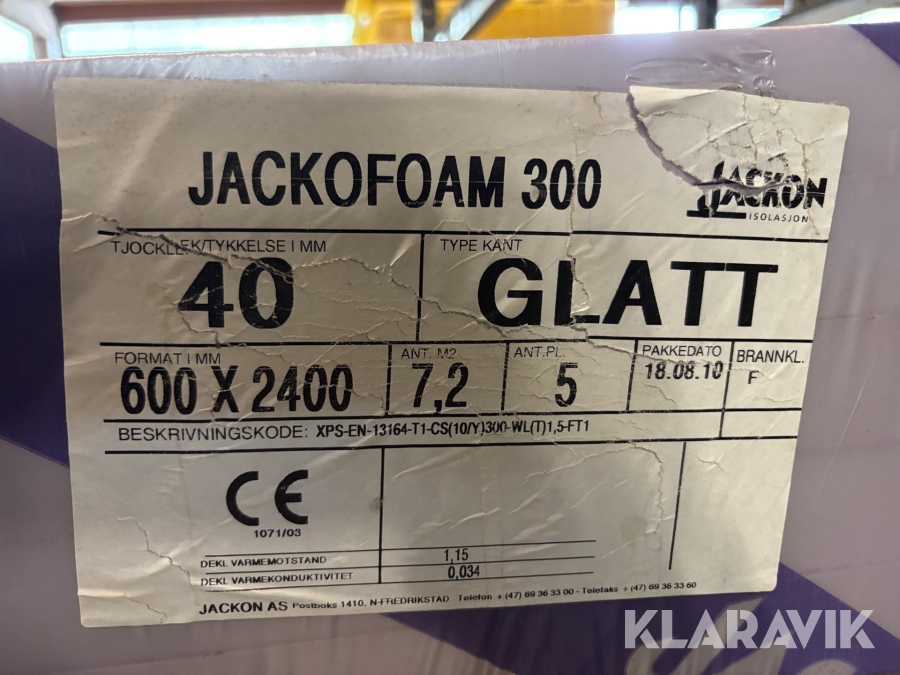 JACKOFOAM 300
JACKON
ISOLASJON
TJOCKLEK/TYKKELSE I MM
40
TYPE KANT
GLATT
FORMAT I MM
600 X 2400
ANT. M2
7,2
ANT.PL.
5
PAKKEDATO
18.08.10
BRANNKL.
F
BESKRIVNINGSKODE: XPS-EN-13164-T1-CS(10/Y)300-WL(T)1,5-FT1
CE
1071/03
DEKL VARMEMOTSTAND 1,15
DEKL VARMEKONDUKTIVITET 0,034
JACKON AS Postboks 1410, N-FREDRIKSTAD Telefon + (47) 69 36 33 00 - Telefaks + (47) 69 36 33 60
KLARAVIK